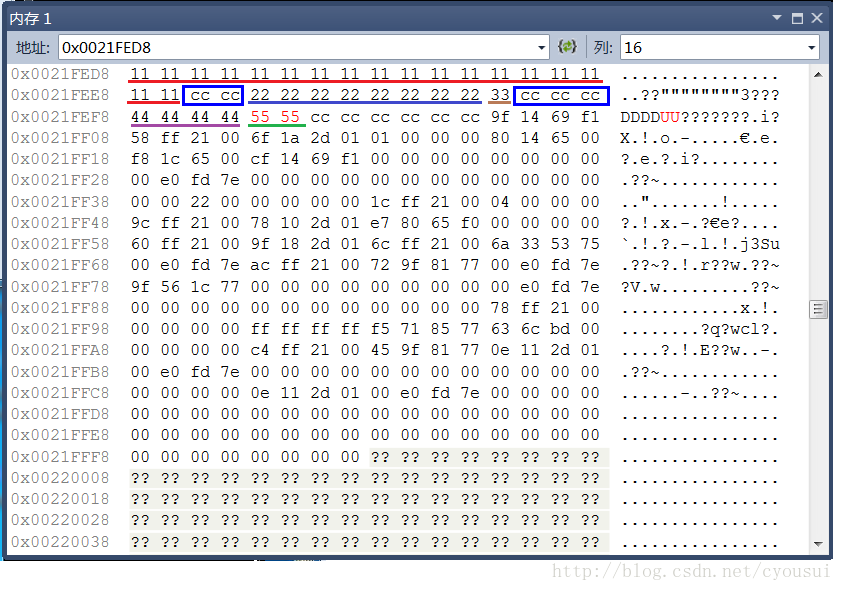 内存 1
地址: 0x0021FED8 列: 16
0x0021FED8 11 11 11 11 11 11 11 11 11 11 11 11 11 11 11 11 ................
0x0021FEE8 11 11 cc cc 22 22 22 22 22 22 22 22 33 cc cc cc ..??""""""""3???
0x0021FEF8 44 44 44 44 55 55 cc cc cc cc cc cc 9f 14 69 f1 DDDDUU???????.i?
0x0021FF08 58 ff 21 00 6f 1a 2d 01 01 00 00 00 80 14 65 00 X.!.o.-.....€.e.
0x0021FF18 f8 1c 65 00 cf 14 69 f1 00 00 00 00 00 00 00 00 ?.e.?.i?........
0x0021FF28 00 e0 fd 7e 00 00 00 00 00 00 00 00 00 00 00 00 .??~............
0x0021FF38 00 00 22 00 00 00 00 00 1c ff 21 00 04 00 00 00 ..".......!.....
0x0021FF48 9c ff 21 00 78 10 2d 01 e7 80 65 f0 00 00 00 00 ?.!.x.-.?€e?....
0x0021FF58 60 ff 21 00 9f 18 2d 01 6c ff 21 00 6a 33 53 75 `.!.?.-.l.!.j3Su
0x0021FF68 00 e0 fd 7e ac ff 21 00 72 9f 81 77 00 e0 fd 7e .??~?.!.r??w.??~
0x0021FF78 9f 56 1c 77 00 00 00 00 00 00 00 00 00 e0 fd 7e ?V.w.........??~
0x0021FF88 00 00 00 00 00 00 00 00 00 00 00 00 78 ff 21 00 ............x.!.
0x0021FF98 00 00 00 00 ff ff ff ff f5 71 85 77 63 6c bd 00 ........?q?wcl?.
0x0021FFA8 00 00 00 00 c4 ff 21 00 45 9f 81 77 0e 11 2d 01 ....?.!.E??w..-.
0x0021FFB8 00 e0 fd 7e 00 00 00 00 00 00 00 00 00 00 00 00 .??~............
0x0021FFC8 00 00 00 00 0e 11 2d 01 00 e0 fd 7e 00 00 00 00 ......-..??~....
0x0021FFD8 00 00 00 00 00 00 00 00 00 00 00 00 00 00 00 00 ................
0x0021FFE8 00 00 00 00 00 00 00 00 00 00 00 00 00 00 00 00 ................
0x0021FFF8 00 00 00 00 00 00 00 00 ?? ?? ?? ?? ?? ?? ?? ?? ................
0x00220008 ?? ?? ?? ?? ?? ?? ?? ?? ?? ?? ?? ?? ?? ?? ?? ?? ................
0x00220018 ?? ?? ?? ?? ?? ?? ?? ?? ?? ?? ?? ?? ?? ?? ?? ?? ................
0x00220028 ?? ?? ?? ?? ?? ?? ?? ?? ?? ?? ?? ?? ?? ?? ?? ?? ................
0x00220038 ?? ?? ?? ?? ?? ?? ?? ?? ?? ?? ?? ?? ?? ?? ?? ?? ................
http://blog.csdn.net/cyousui